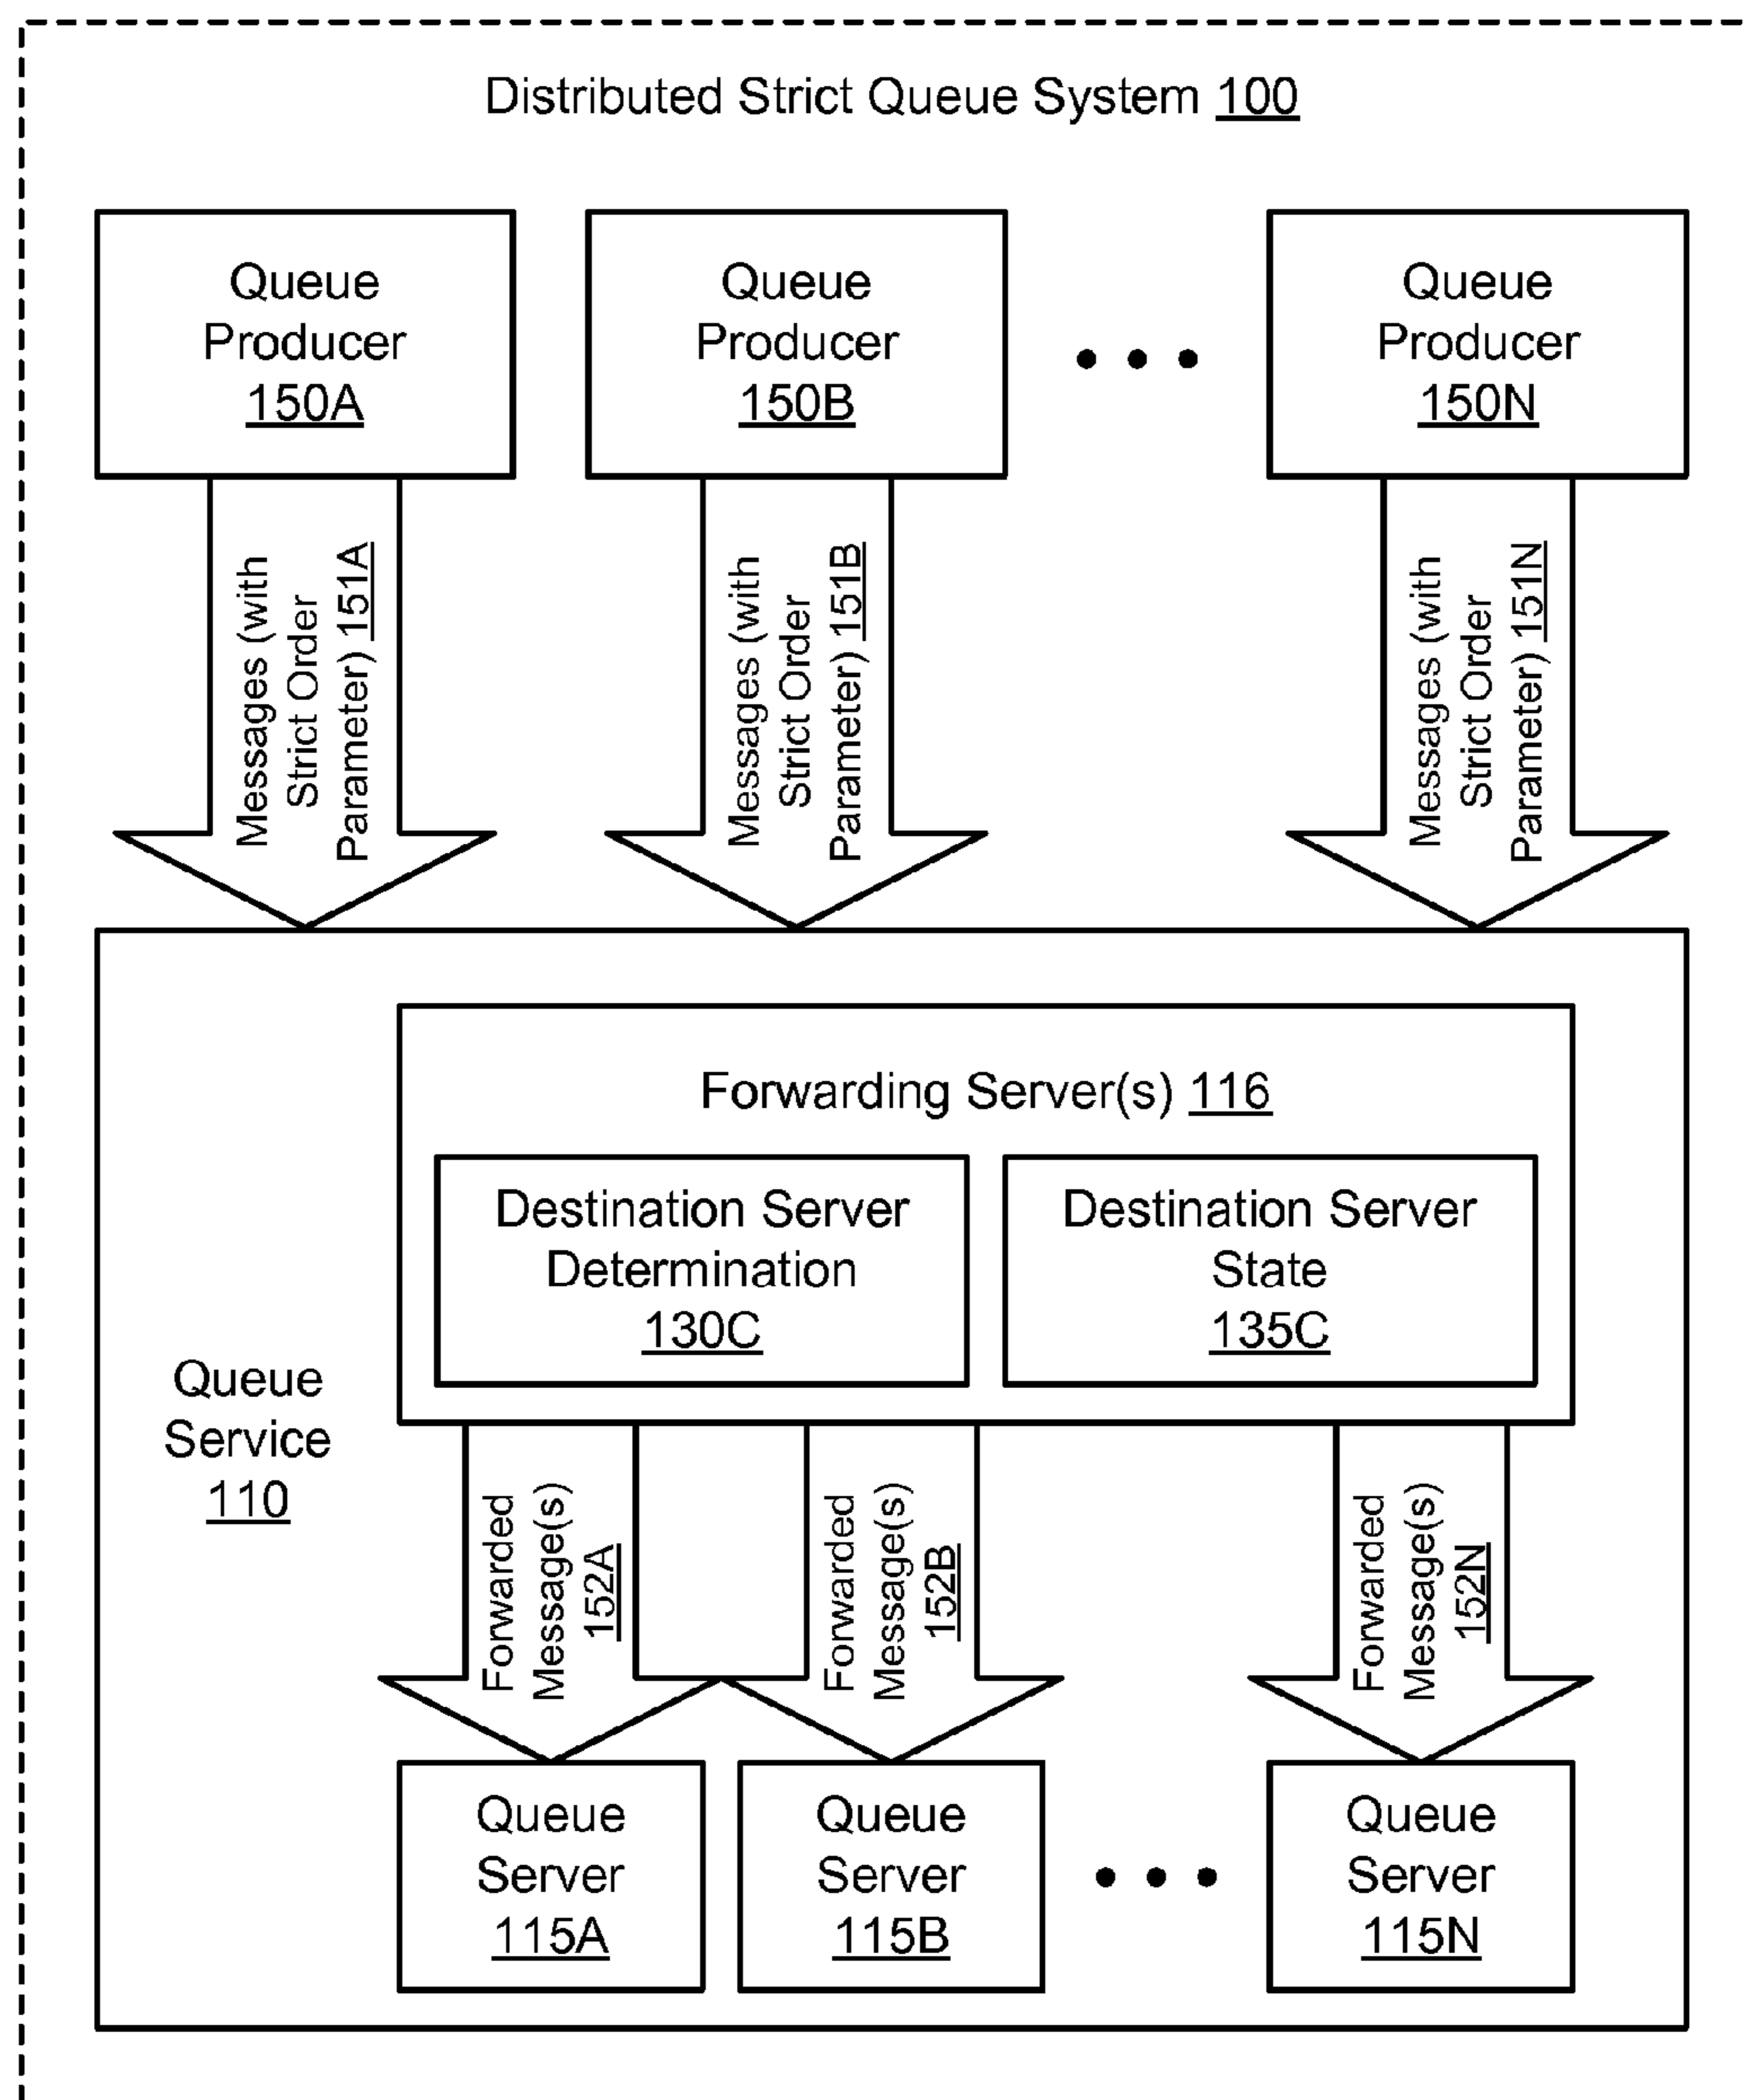 Distributed Strict Queue System 100
Queue
Producer
150A
Queue
Producer
150B
Queue
Producer
150N
Messages (with
Strict Order
Parameter) 151A
Messages (with
Strict Order
Parameter) 151B
Messages (with
Strict Order
Parameter) 151N
Forwarding Server(s) 116
Destination Server
Determination
130C
Destination Server
State
135C
Queue
Service
110
Forwarded
Message(s)
152A
Forwarded
Message(s)
152B
Forwarded
Message(s)
152N
Queue
Server
115A
Queue
Server
115B
Queue
Server
115N